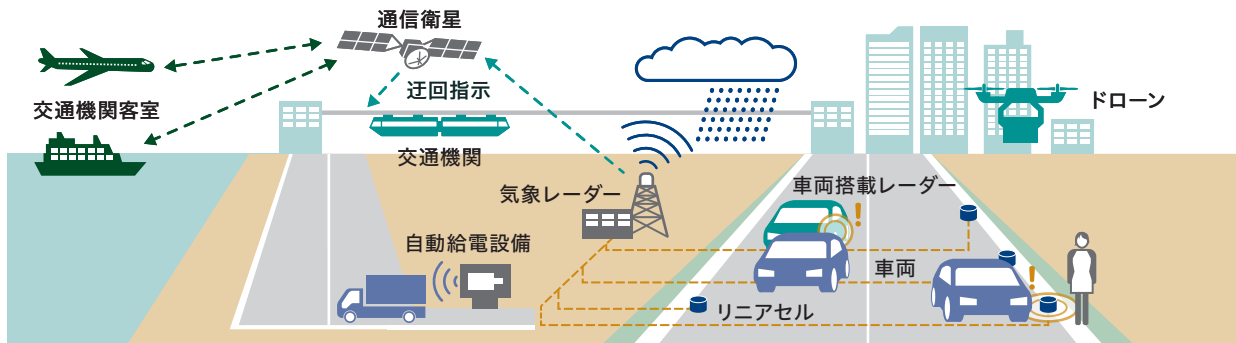 通信衛星
交通機関客室
迂回指示
交通機関
ドローン
気象レーダー
車両搭載レーダー
自動給電設備
車両
リニアセル